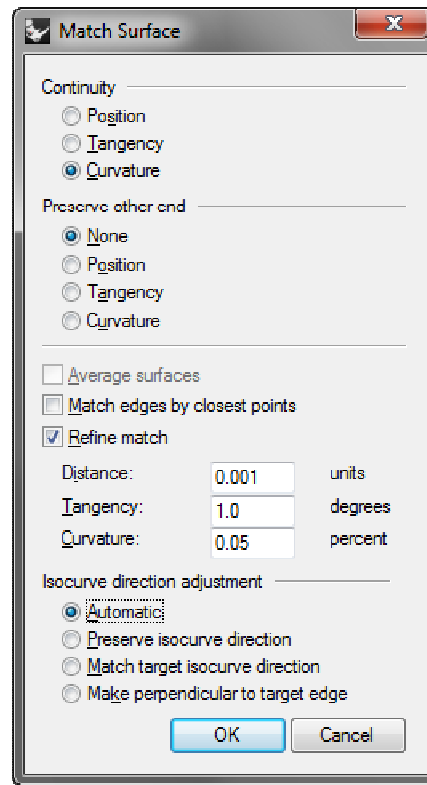 Match Surface
X
Continuity
Position
Tangency
Curvature
Preserve other end
None
Position
Tangency
Curvature
Average surfaces
Match edges by closest points
Refine match
Distance: 0.001 units
Tangency: 1.0 degrees
Curvature: 0.05 percent
Isocurve direction adjustment
Automatic
Preserve isocurve direction
Match target isocurve direction
Make perpendicular to target edge
OK Cancel